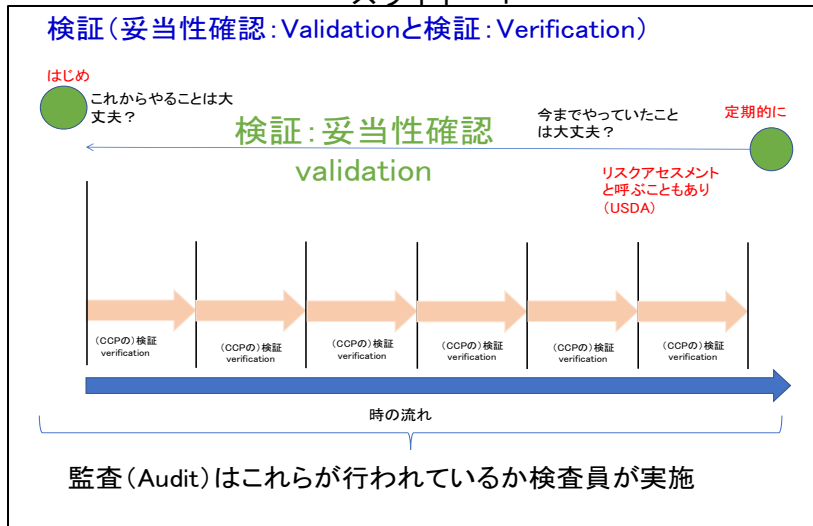 検証（妥当性確認：Validationと検証：Verification）
はじめ
これからやることは大
丈夫？
検証：妥当性確認
validation
今までやっていたこと
は大丈夫？
定期的に
リスクアセスメント
と呼ぶこともあり
（USDA）
（CCPの）検証
verification
（CCPの）検証
verification
（CCPの）検証
verification
（CCPの）検証
verification
（CCPの）検証
verification
（CCPの）検証
verification
時の流れ
監査（Audit）はこれらが行われているか検査員が実施